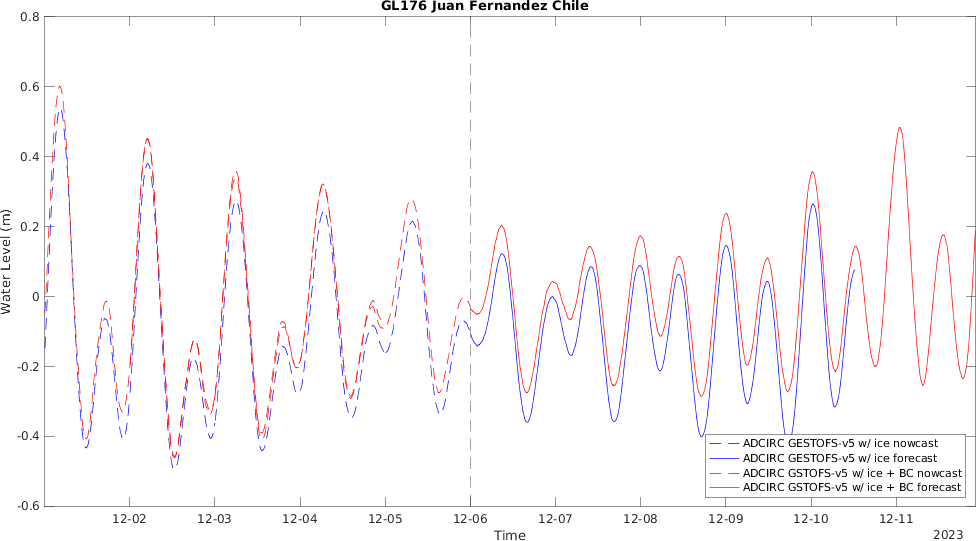 GL176 Juan Fernandez Chile
0.8
0.6
0.4
0.2
0
-0.2
-0.4
-0.6
Water Level (m)
ADCIRC GESTOFS-v5 w/ ice nowcast
ADCIRC GESTOFS-v5 w/ ice forecast
ADCIRC GSTOFS-v5 w/ ice + BC nowcast
ADCIRC GSTOFS-v5 w/ ice + BC forecast
12-02 12-03 12-04 12-05 12-06 12-07 12-08 12-09 12-10 12-11
Time
2023